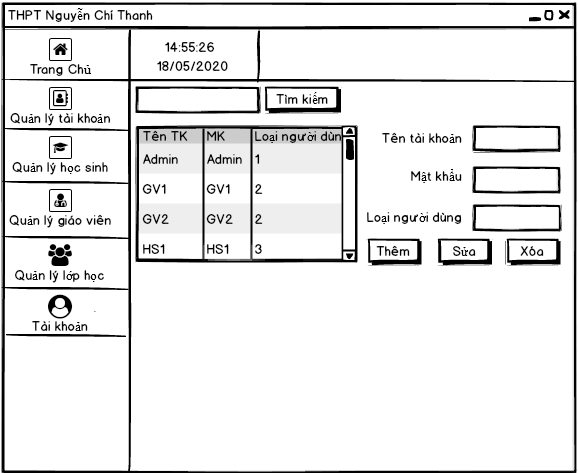 THPT Nguyễn Chí Thanh
Trang Chủ
14:55:26
18/05/2020
Quản lý tài khoản
Quản lý học sinh
Quản lý giáo viên
Quản lý lớp học
Tài khoản
Tìm kiếm
Tên TK MK Loại người dùn
Admin Admin 1
GV1 GV1 2
GV2 GV2 2
HS1 HS1 3
Tên tài khoản
Mật khẩu
Loại người dùng
Thêm Sửa Xóa